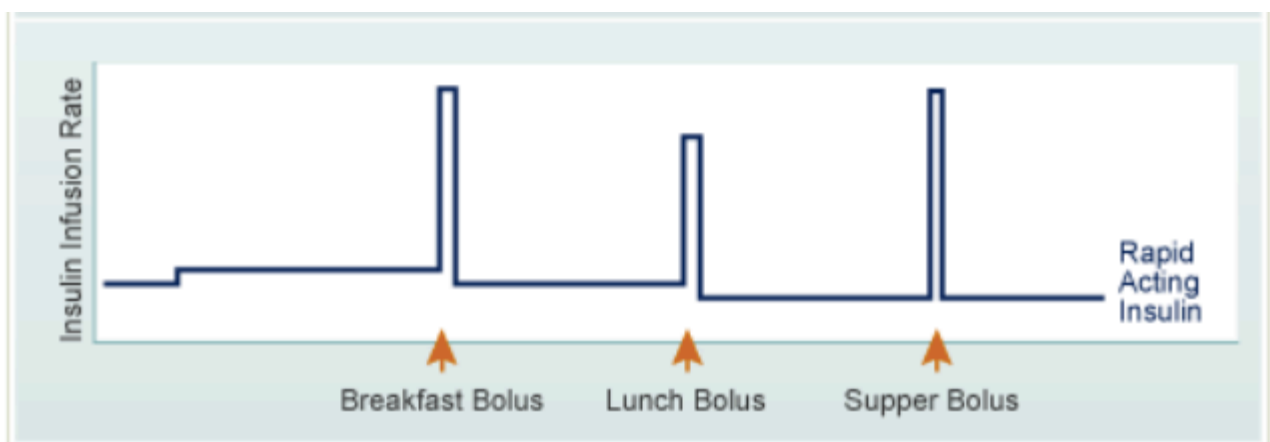 Insulin Infusion Rate
Rapid
Acting
Insulin
Breakfast Bolus
Lunch Bolus
Supper Bolus